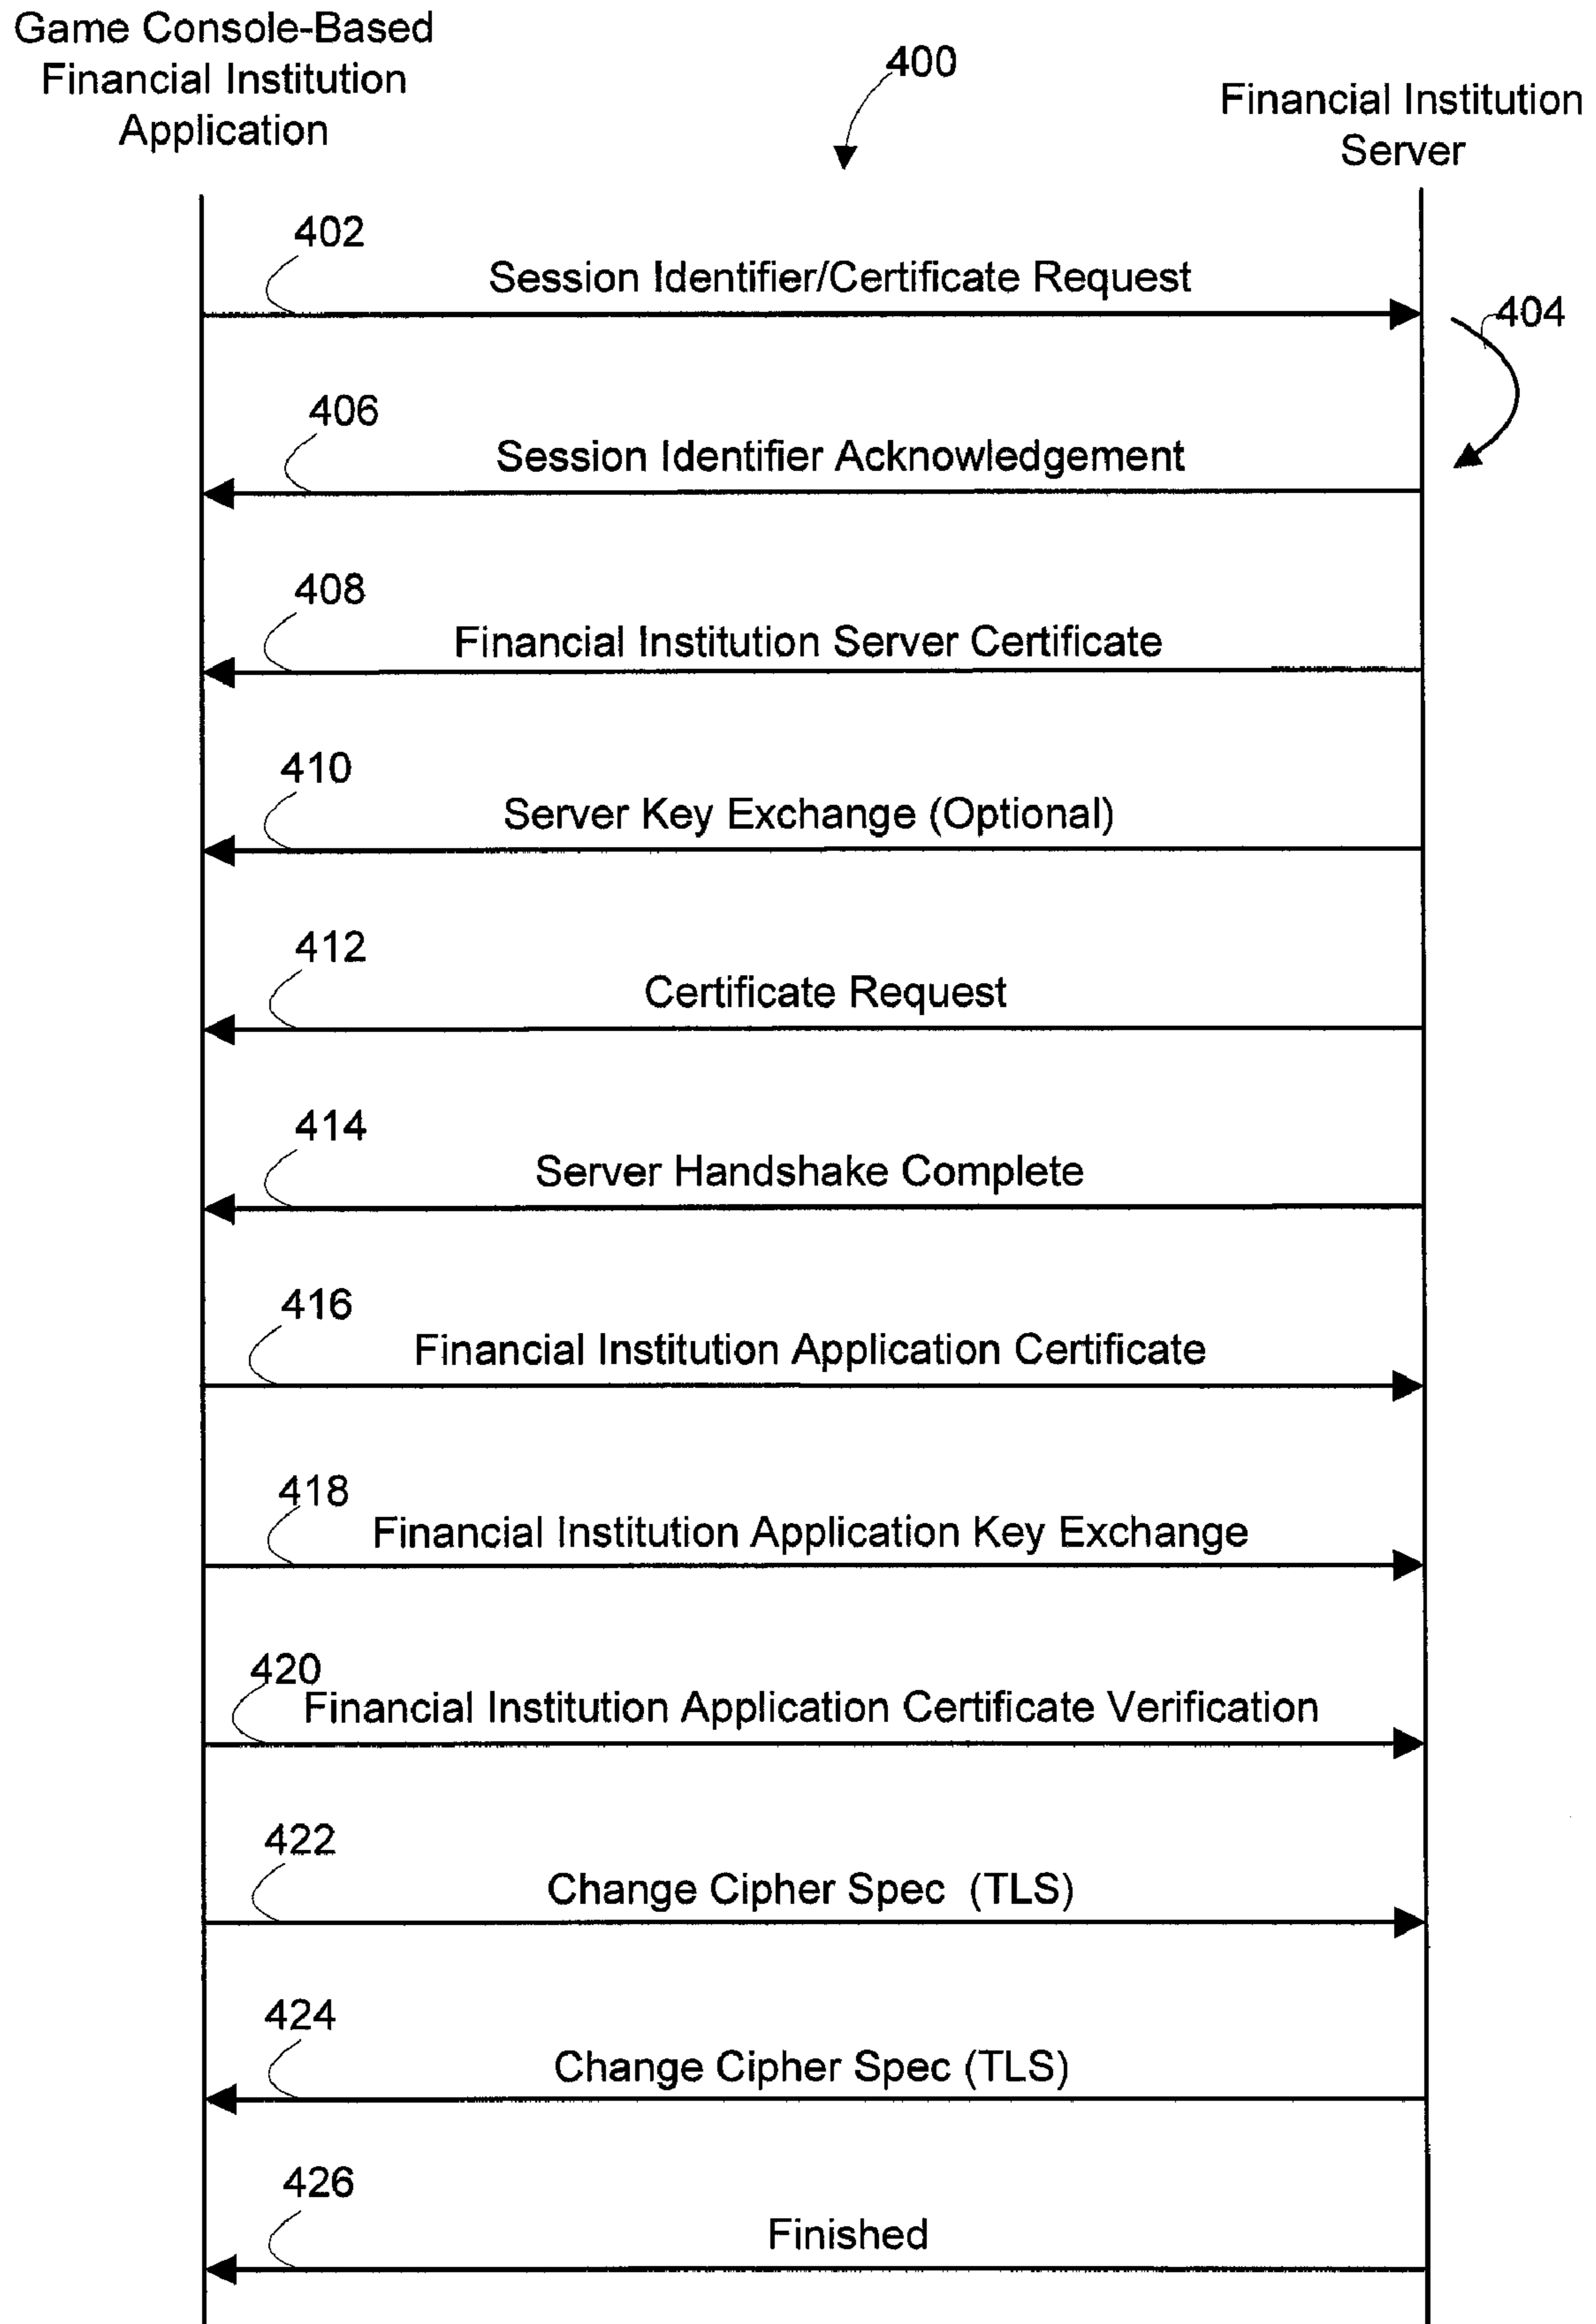 Game Console-Based
Financial Institution
Application
400
Financial Institution
Server
402
Session Identifier/Certificate Request
404
406
Session Identifier Acknowledgement
408
Financial Institution Server Certificate
410
Server Key Exchange (Optional)
412
Certificate Request
414
Server Handshake Complete
416
Financial Institution Application Certificate
418
Financial Institution Application Key Exchange
420
Financial Institution Application Certificate Verification
422
Change Cipher Spec (TLS)
424
Change Cipher Spec (TLS)
426
Finished